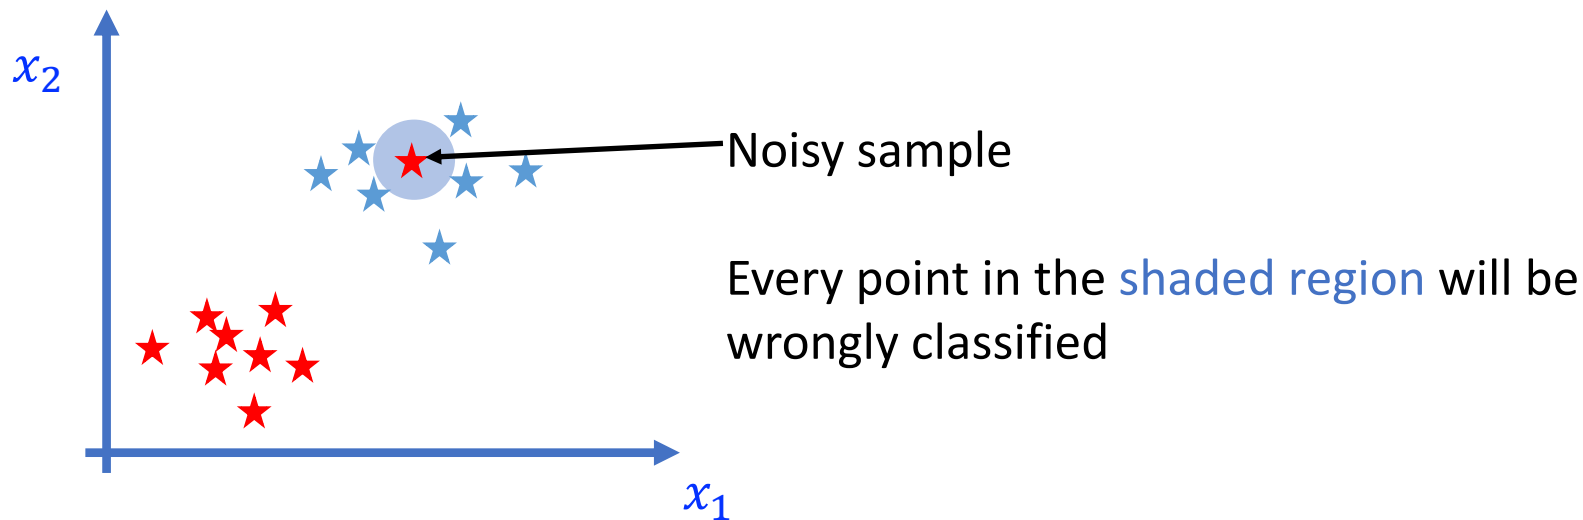 x₂
Noisy sample
Every point in the shaded region will be
wrongly classified
x₁